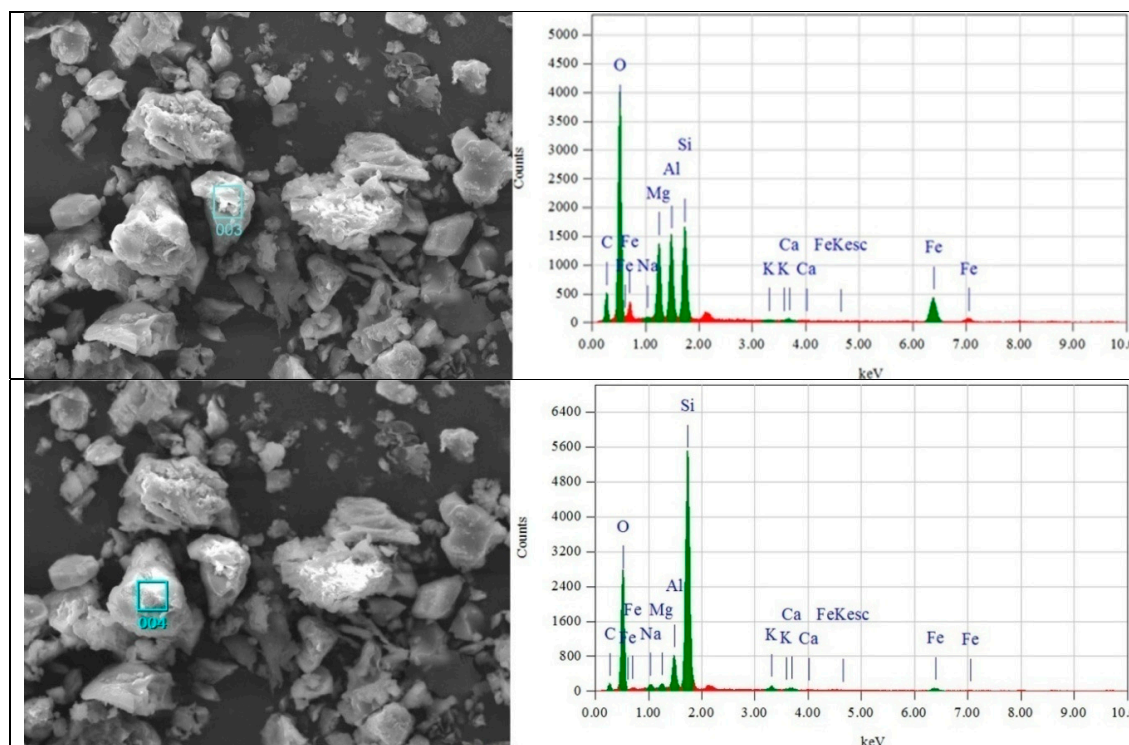 003
5000
4500
4000
3500
3000
2500
2000
1500
1000
500
0
Counts
O
Si
Al
Mg
C Fe Ca FeKesc Fe
Fe Na K K Ca Fe
0.00 1.00 2.00 3.00 4.00 5.00 6.00 7.00 8.00 9.00 10.0
keV
004
6400
5600
4800
4000
3200
2400
1600
800
0
Counts
Si
O
Al
Fe Ca FeKesc
C Fe Na Mg K K Ca Fe Fe
0.00 1.00 2.00 3.00 4.00 5.00 6.00 7.00 8.00 9.00 10.0
keV